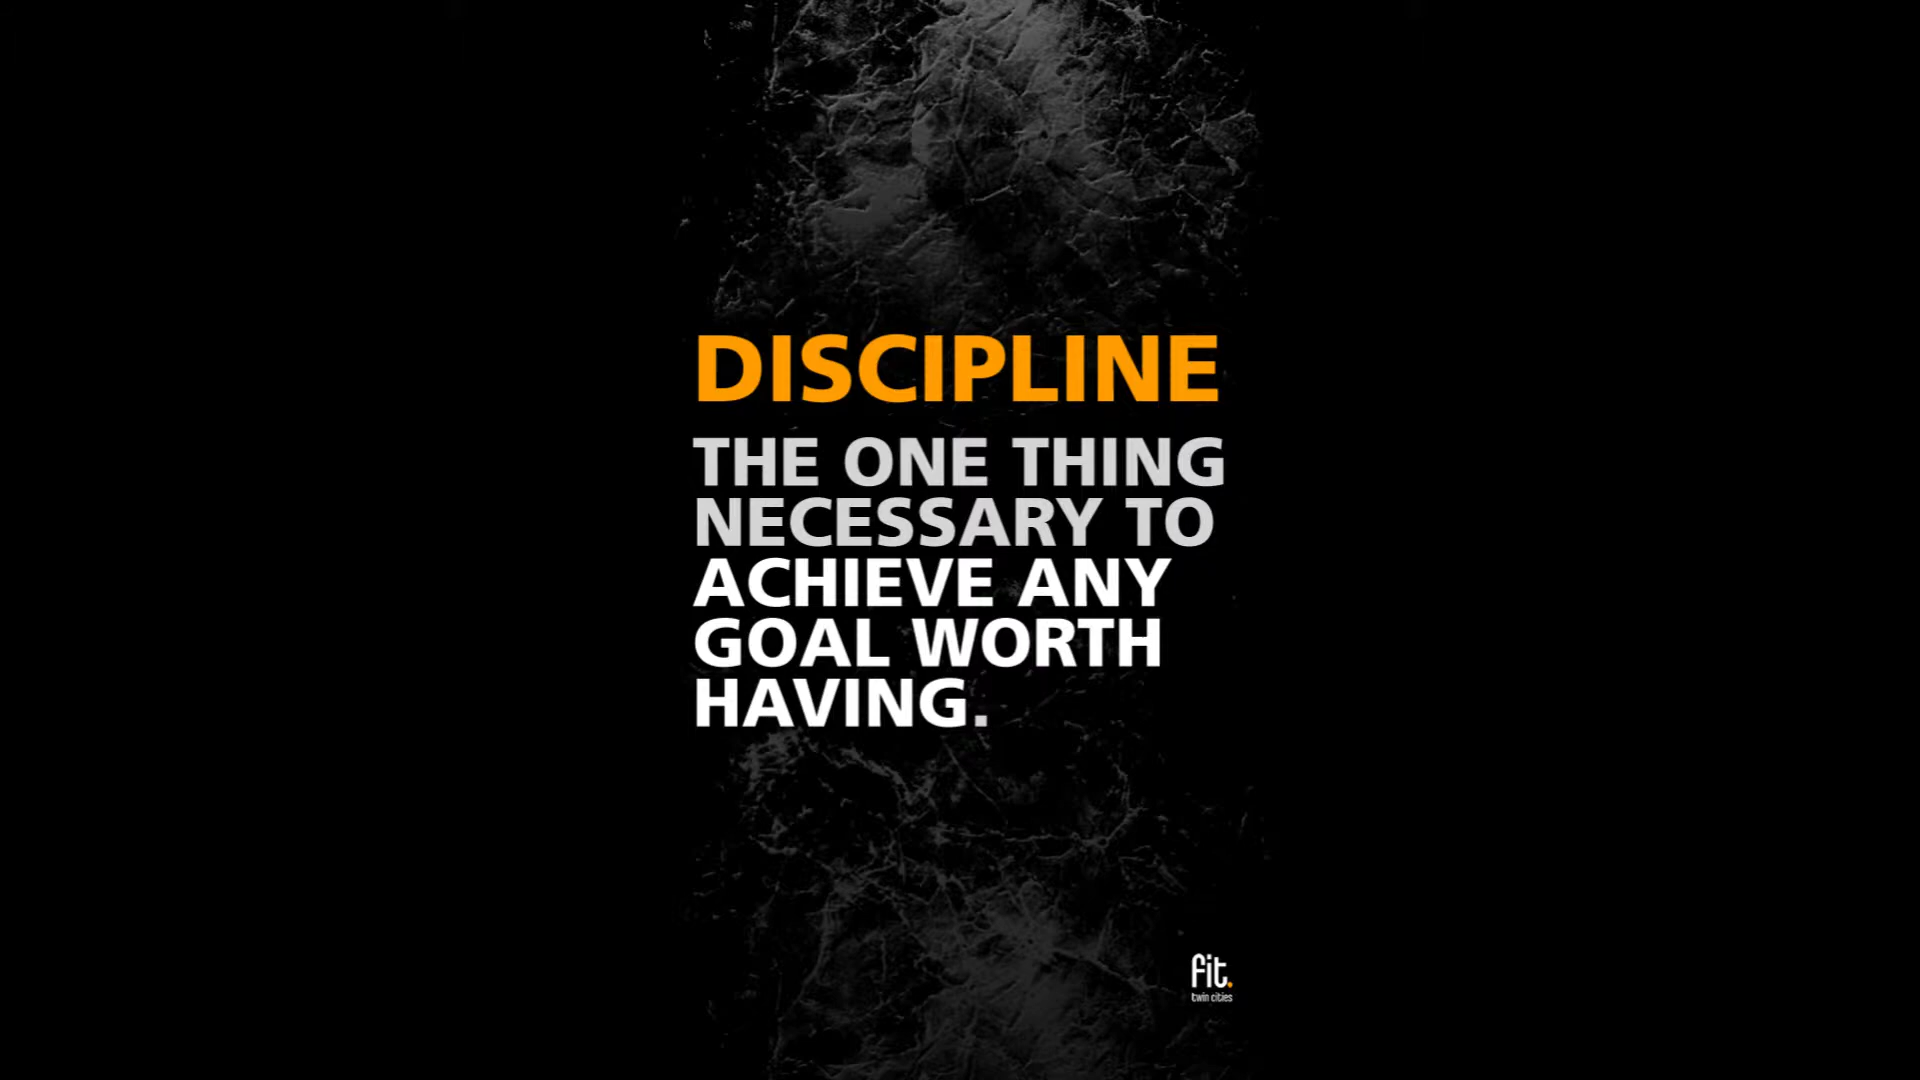 DISCIPLINE
THE ONE THING
NECESSARY TO
ACHIEVE ANY
GOAL WORTH
HAVING.
fit.
twin cities